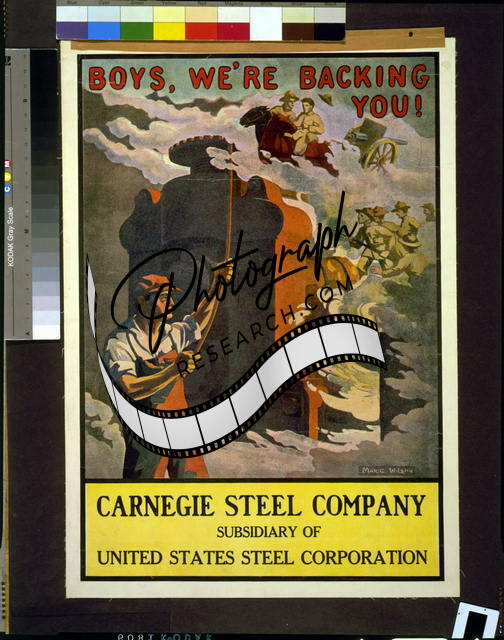 BOYS, WE'RE BACKING
YOU!
Photograph
RESEARCH.COM
KODAK Gray Scale
C
M
B
A
CARNEGIE STEEL COMPANY
SUBSIDIARY OF
UNITED STATES STEEL CORPORATION